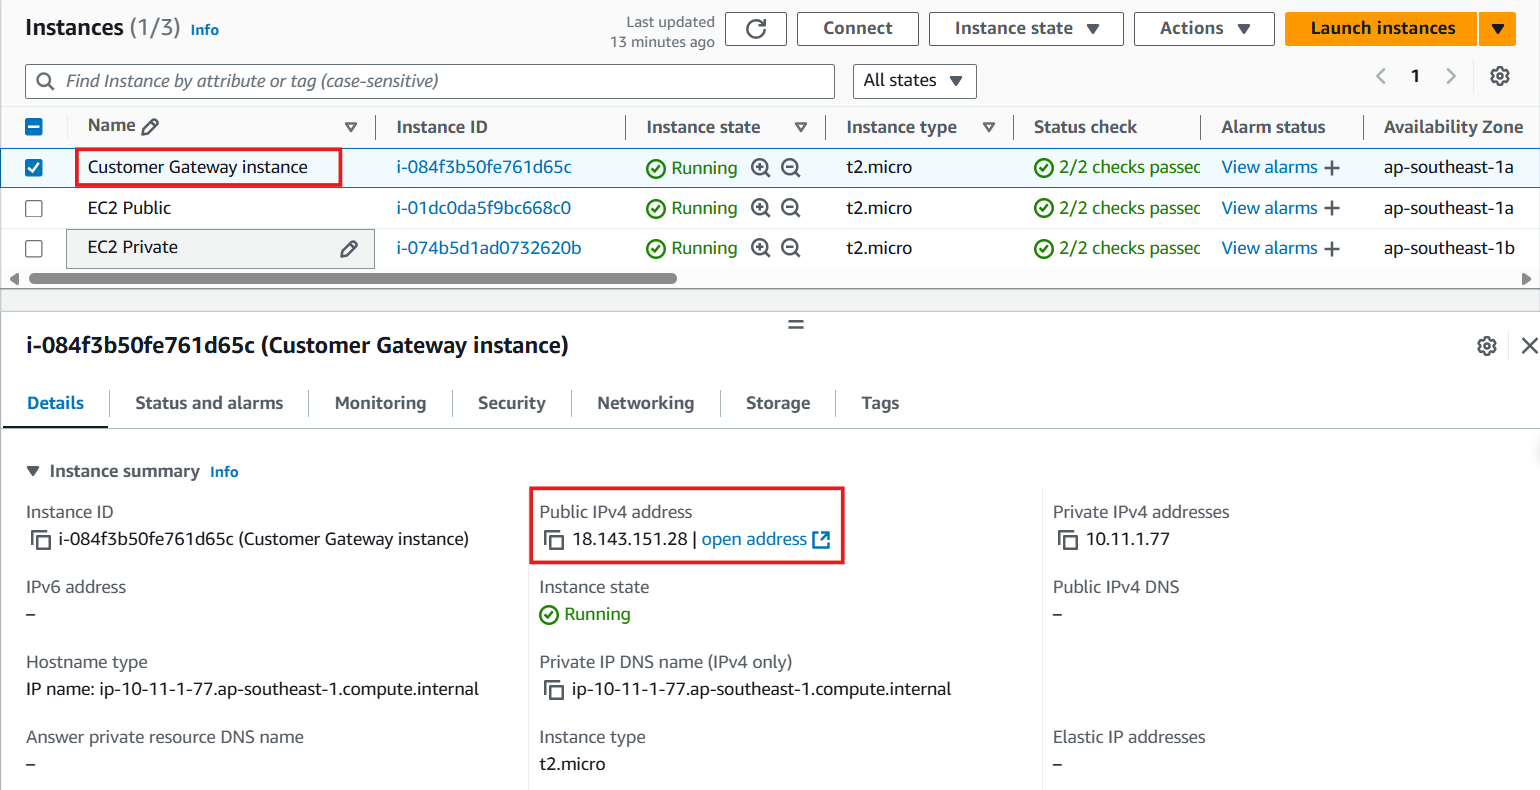 Instances (1/3) Info
Last updated
13 minutes ago
Connect
Instance state
Actions
Launch instances
Find Instance by attribute or tag (case-sensitive)
All states
1
Name
Instance ID
Instance state
Instance type
Status check
Alarm status
Availability Zone
Customer Gateway instance i-084f3b50fe761d65c Running t2.micro 2/2 checks passed View alarms + ap-southeast-1a
EC2 Public i-01dc0da5f9bc668c0 Running t2.micro 2/2 checks passed View alarms + ap-southeast-1a
EC2 Private i-074b5d1ad0732620b Running t2.micro 2/2 checks passed View alarms + ap-southeast-1b
i-084f3b50fe761d65c (Customer Gateway instance)
Details
Status and alarms
Monitoring
Security
Networking
Storage
Tags
Instance summary Info
Instance ID
i-084f3b50fe761d65c (Customer Gateway instance)
Public IPv4 address
18.143.151.28 | open address
Private IPv4 addresses
10.11.1.77
IPv6 address
–
Instance state
Running
Public IPv4 DNS
–
Hostname type
IP name: ip-10-11-1-77.ap-southeast-1.compute.internal
Private IP DNS name (IPv4 only)
ip-10-11-1-77.ap-southeast-1.compute.internal
Answer private resource DNS name
–
Instance type
t2.micro
Elastic IP addresses
–